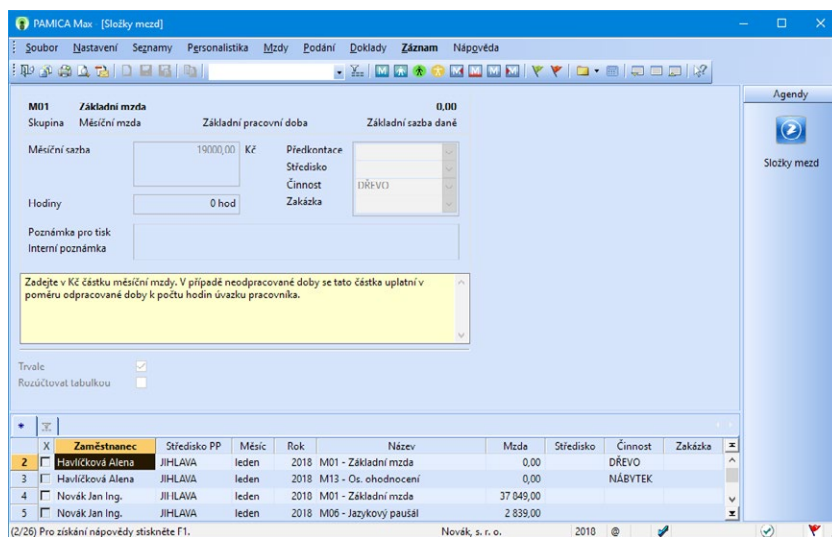 PAMICA Max - [Složky mezd]
Soubor Nastavení Seznamy Personalistika Mzdy Podání Doklady Záznam Nápověda
Agendy
Složky mezd
M01 Základní mzda 0,00
Skupina Měsíční mzda Základní pracovní doba Základní sazba daně
Měsíční sazba 19000,00 Kč Předkontace
Středisko
Činnost DŘEVO
Hodiny 0 hod Zakázka
Poznámka pro tisk
Interní poznámka
Zadejte v Kč částku měsíční mzdy. V případě neodpracované doby se tato částka uplatní v
poměru odpracované doby k počtu hodin úvazku pracovníka.
Trvale
Rozúčtovat tabulkou
X Zaměstnanec Středisko PP Měsíc Rok Název Mzda Středisko Činnost Zakázka
2 Havlíčková Alena JIHLAVA leden 2018 M01 - Základní mzda 0,00 DŘEVO
3 Havlíčková Alena JIHLAVA leden 2018 M13 - Os. ohodnocení 0,00 NÁBYTEK
4 Novák Jan Ing. JIHLAVA leden 2018 M01 - Základní mzda 37 849,00
5 Novák Jan Ing. JIHLAVA leden 2018 M06 - Jazykový paušál 2 839,00
(2/26) Pro získání nápovědy stiskněte F1. Novák, s. r. o. 2018 @